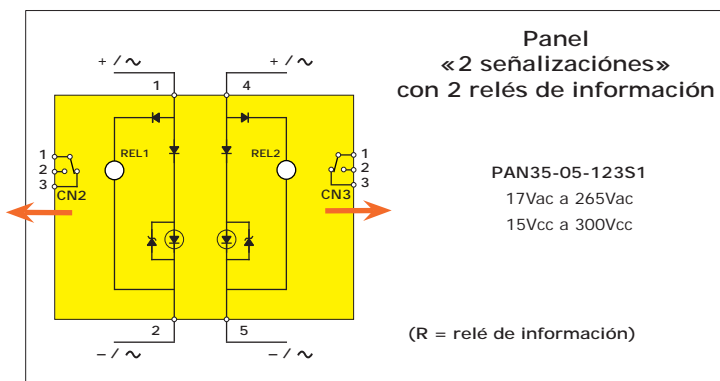 Panel
«2 señalizaciónes»
con 2 relés de información
+ / ∿
+ / ∿
1
4
REL1
REL2
1
2
3
CN2
1
2
3
CN3
PAN35-05-123S1
17Vac a 265Vac
15Vcc a 300Vcc
2
5
– / ∿
– / ∿
(R = relé de información)